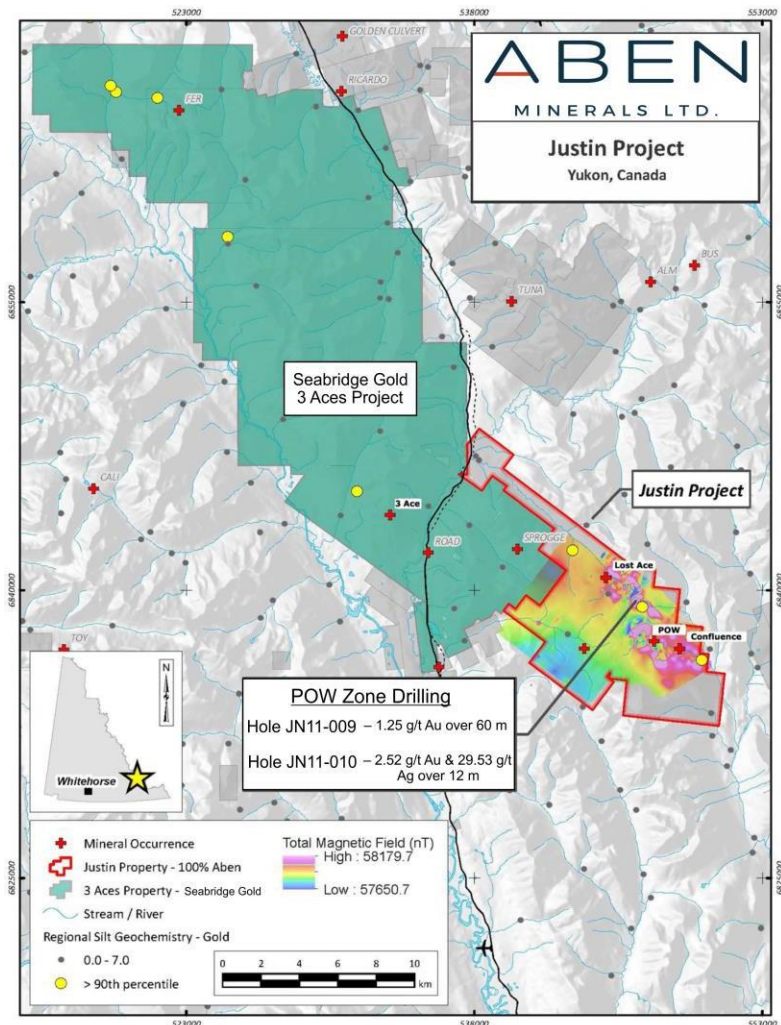 523000
538000
553000
GOLDEN CULVERT
RICARDO
FER
ABEN
MINERALS LTD.
Justin Project
Yukon, Canada
BUS
ALM
TUNA
6855000
6855000
Seabridge Gold
3 Aces Project
CALI
3 Ace
Justin Project
ROAD
SPROGGE
Lost Ace
6840000
6840000
POW
Confluence
TOY
N
Whitehorse
POW Zone Drilling
Hole JN11-009 – 1.25 g/t Au over 60 m
Hole JN11-010 – 2.52 g/t Au & 29.53 g/t
Ag over 12 m
Mineral Occurrence
Justin Property - 100% Aben
3 Aces Property - Seabridge Gold
Stream / River
Regional Silt Geochemistry - Gold
0.0 - 7.0
> 90th percentile
Total Magnetic Field (nT)
High : 58179.7
Low : 57650.7
0 2 4 6 8 10
km
6825000
6825000
523000
538000
553000